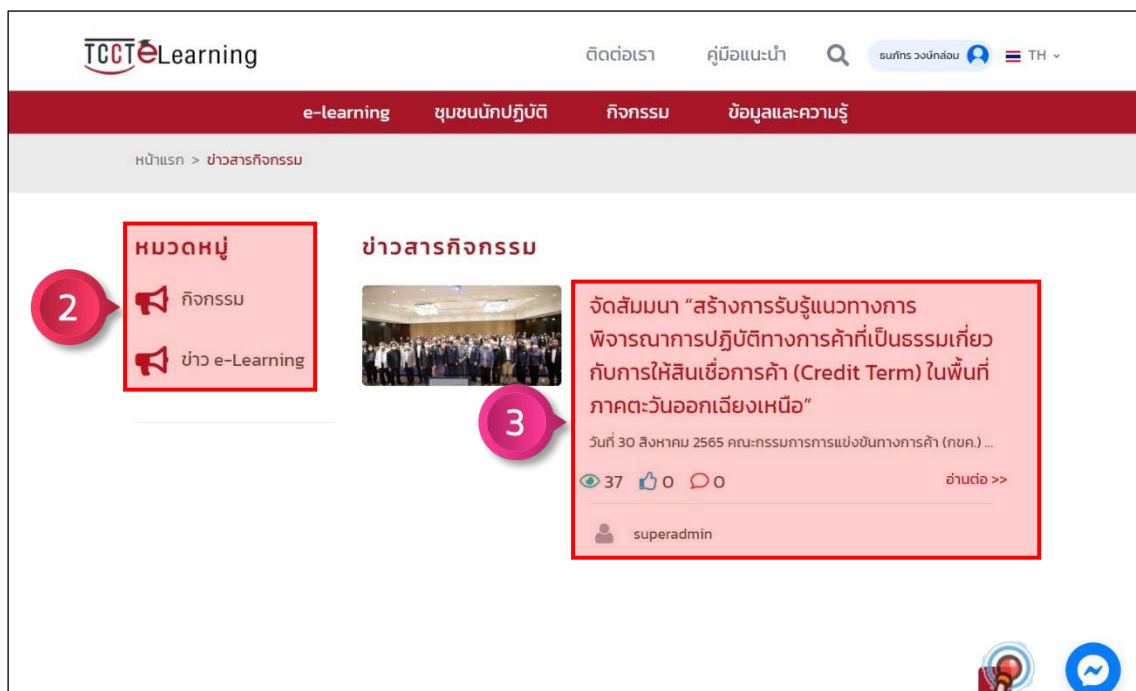 TCCTeLearning
ติดต่อเรา คู่มือแนะนำ ธนภัทร วงษ์กล่อม TH
e-learning ชุมชนนักปฏิบัติ กิจกรรม ข้อมูลและความรู้
หน้าแรก > ข่าวสารกิจกรรม
หมวดหมู่
กิจกรรม
ข่าว e-Learning
2
ข่าวสารกิจกรรม
จัดสัมมนา “สร้างการรับรู้แนวทางการ
พิจารณาการปฏิบัติทางการค้าที่เป็นธรรมเกี่ยว
กับการให้สินเชื่อการค้า (Credit Term) ในพื้นที่
ภาคตะวันออกเฉียงเหนือ”
3
วันที่ 30 สิงหาคม 2565 คณะกรรมการการแข่งขันทางการค้า (กขค.) ...
37 0 0 อ่านต่อ >>
superadmin